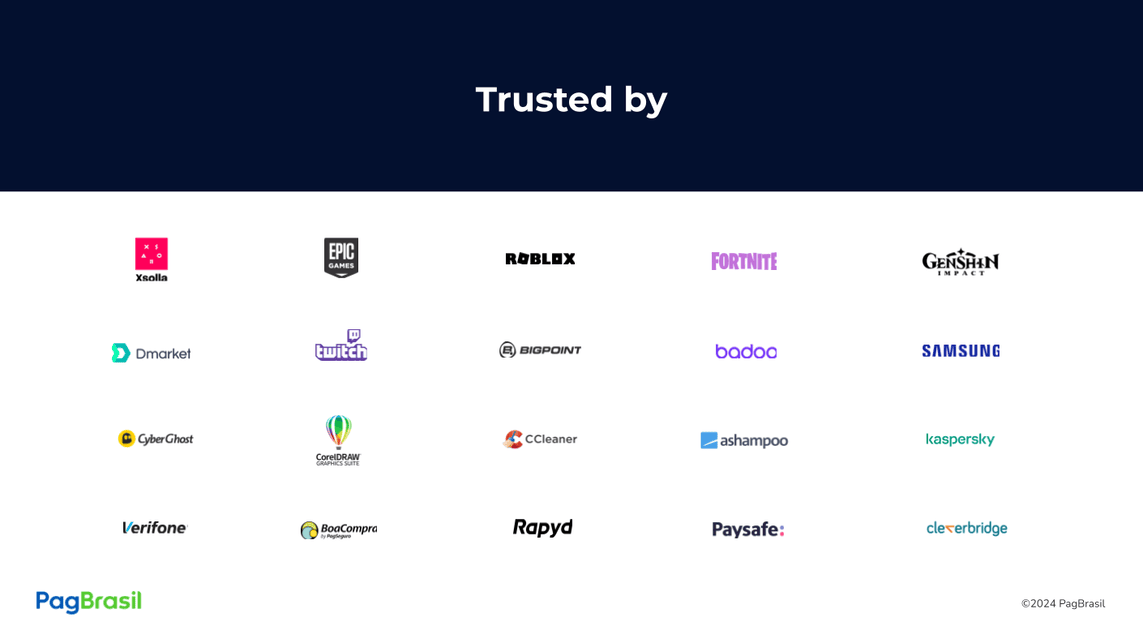 Trusted by
Xsolla
EPIC
GAMES
ROBLOX
FORTNITE
GENSHIN
IMPACT
Dmarket
twitch
BIGPOINT
badoo
SAMSUNG
CyberGhost
CorelDRAW
GRAPHICS SUITE
CCleaner
ashampoo
kaspersky
Verifone
BoaCompra
by PagSeguro
Rapyd
Paysafe:
cleverbridge
PagBrasil
©2024 PagBrasil